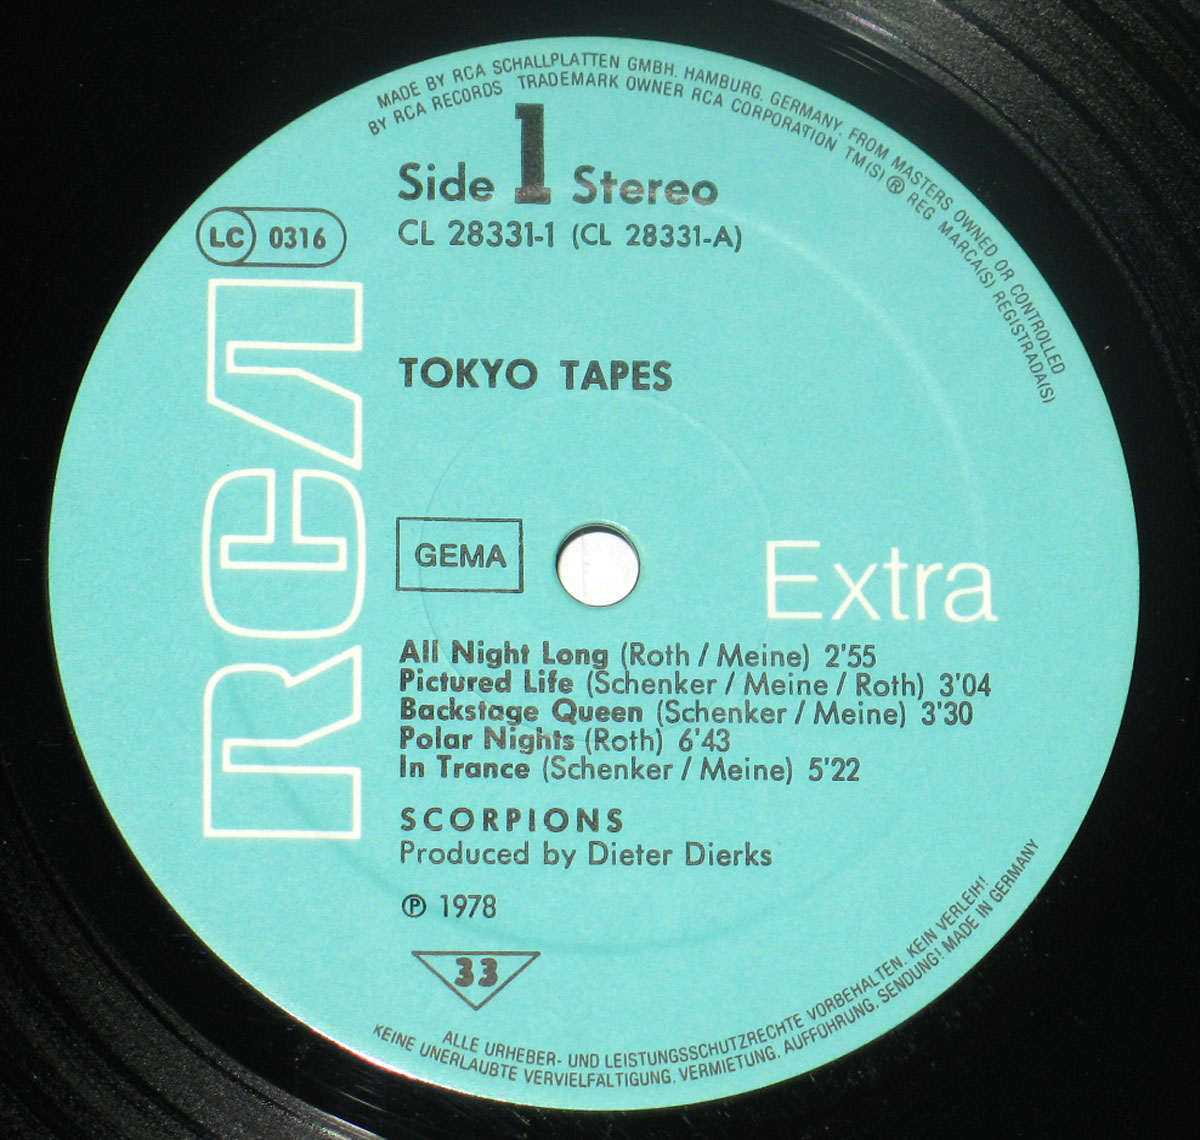 MADE BY RCA SCHALLPLATTEN GMBH, HAMBURG, GERMANY, FROM MASTERS OWNED OR CONTROLLED
BY RCA RECORDS TRADEMARK OWNER RCA CORPORATION TM(S) ® REG MARCA(S) REGISTRADA(S)
Side 1 Stereo
CL 28331-1 (CL 28331-A)
LC 0316
RCA
TOKYO TAPES
GEMA
Extra
All Night Long (Roth / Meine) 2'55
Pictured Life (Schenker / Meine / Roth) 3'04
Backstage Queen (Schenker / Meine) 3'30
Polar Nights (Roth) 6'43
In Trance (Schenker / Meine) 5'22
SCORPIONS
Produced by Dieter Dierks
℗ 1978
33
ALLE URHEBER- UND LEISTUNGSSCHUTZRECHTE VORBEHALTEN. KEIN VERLEIH!
KEINE UNERLAUBTE VERVIELFÄLTIGUNG, VERMIETUNG, AUFFÜHRUNG, SENDUNG! MADE IN GERMANY